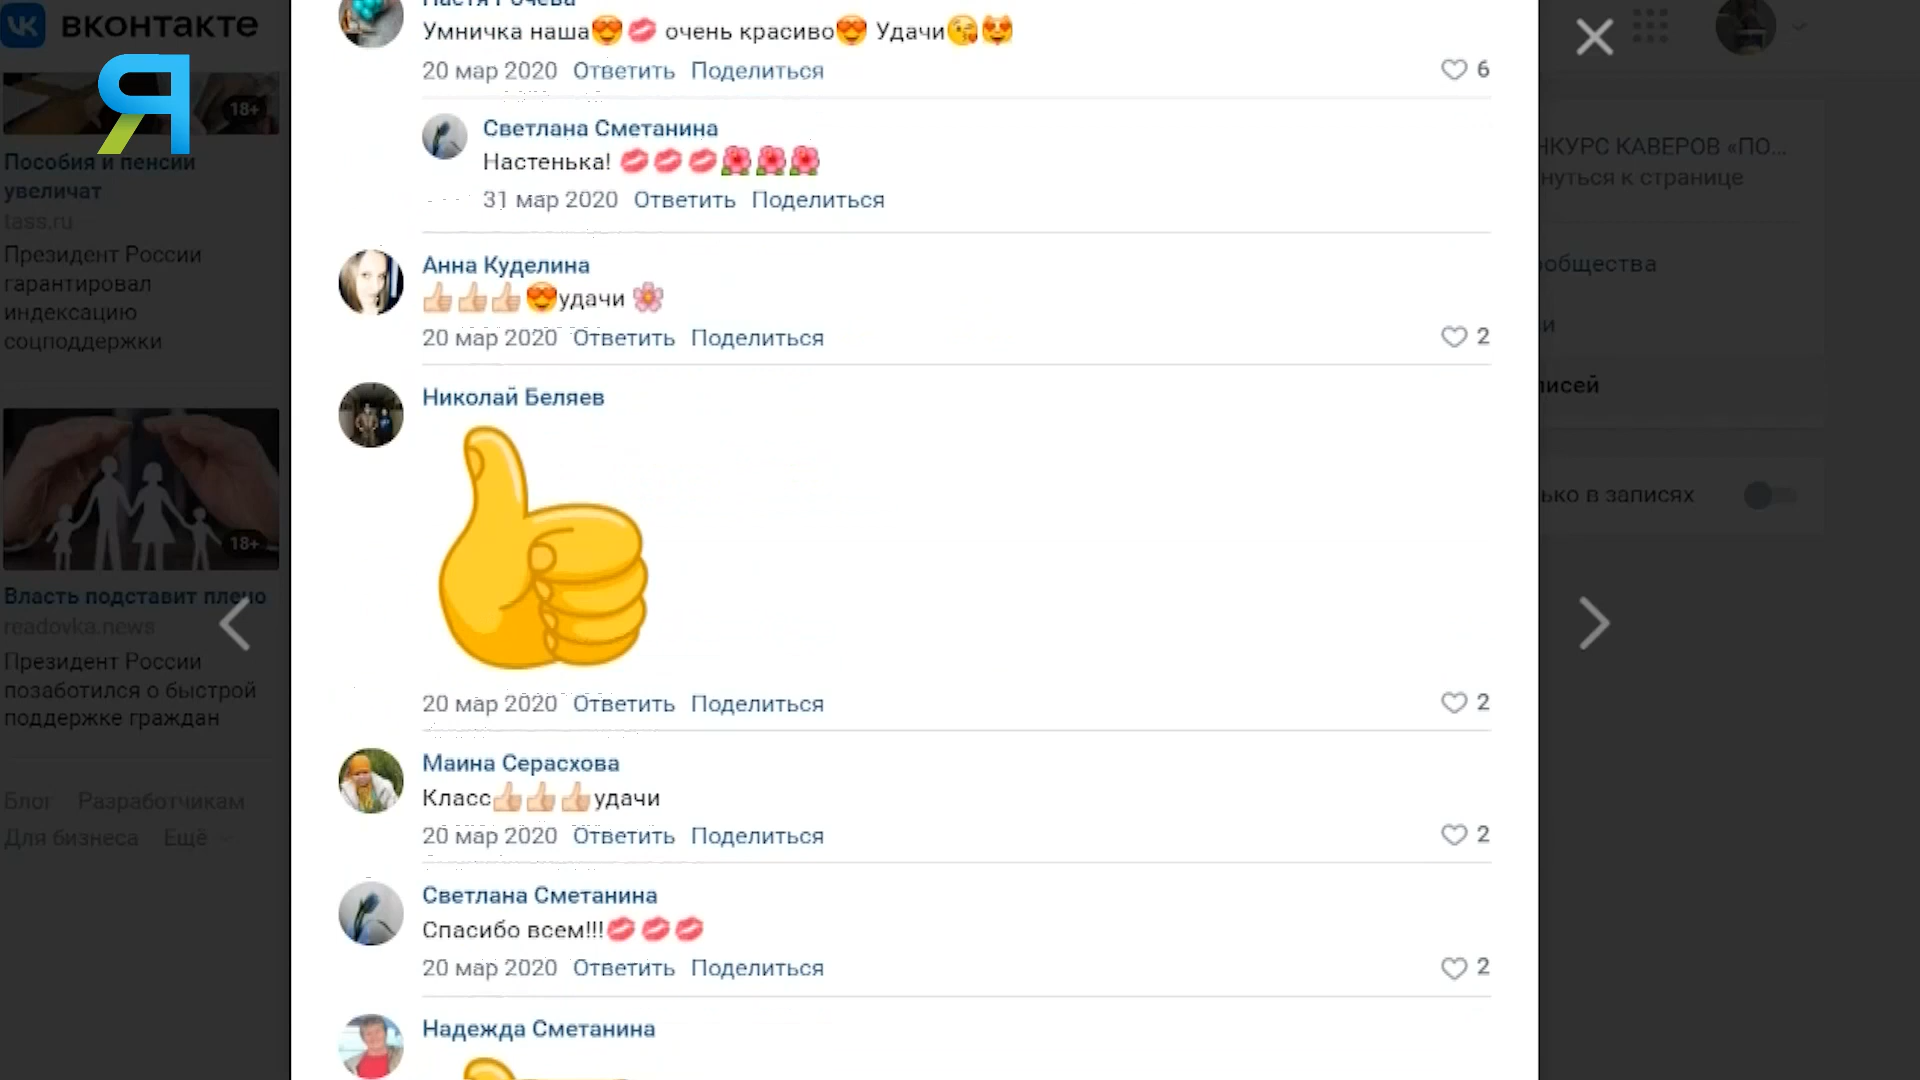 вконтакте
18+
Пособия и пенсии
увеличат
tass.ru
Президент России
гарантировал
индексацию
соцподдержки
18+
Власть подставит плечо
readovka.news
Президент России
позаботился о быстрой
поддержке граждан
Блог Разработчикам
Для бизнеса Ещё
Умничка наша очень красиво Удачи
20 мар 2020 Ответить Поделиться
6
Светлана Сметанина
Настенька!
31 мар 2020 Ответить Поделиться
Анна Куделина
удачи
20 мар 2020 Ответить Поделиться
2
Николай Беляев
20 мар 2020 Ответить Поделиться
2
Маина Серасхова
Класс удачи
20 мар 2020 Ответить Поделиться
2
Светлана Сметанина
Спасибо всем!!!
20 мар 2020 Ответить Поделиться
2
Надежда Сметанина
НКУРС КАВЕРОВ «ПО...
нуться к странице
ообщества
и
писей
ько в записях
Я